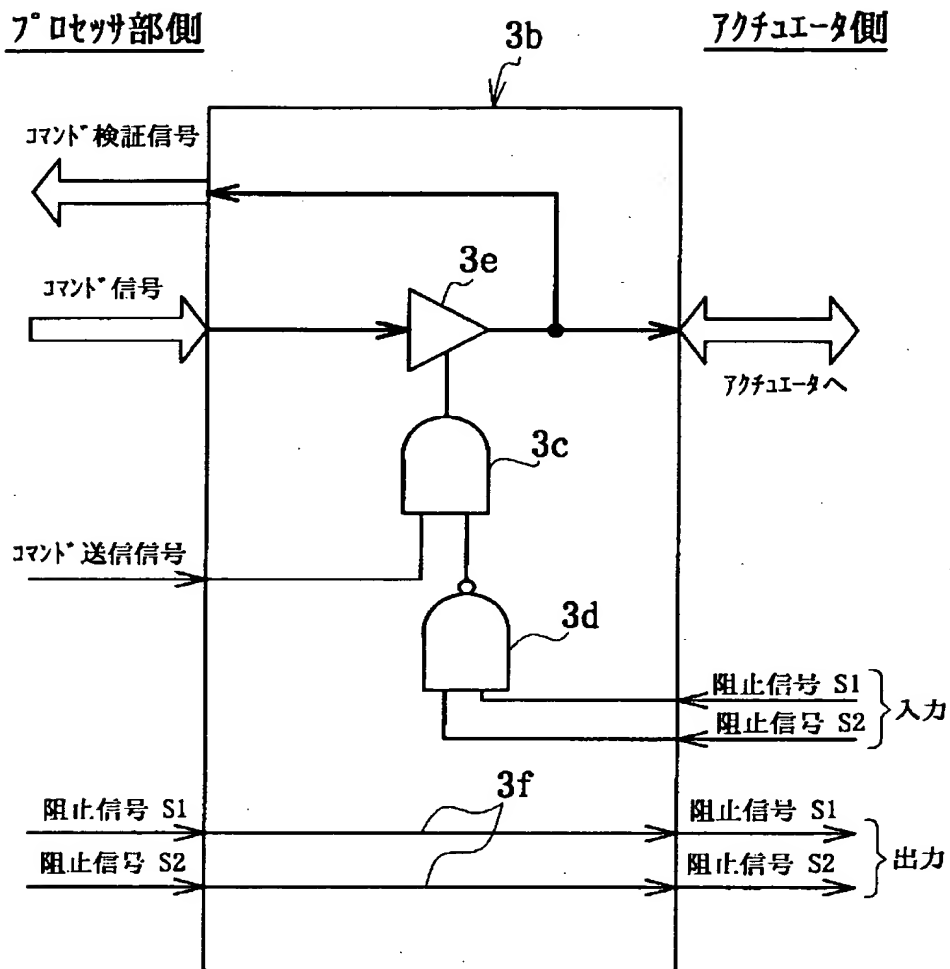 プロセッサ部側
アクチュエータ側
3b
コマンド検証信号
3e
コマンド信号
アクチュエータへ
3c
コマンド送信信号
3d
阻止信号 S1
阻止信号 S2
入力
3f
阻止信号 S1
阻止信号 S2
阻止信号 S1
阻止信号 S2
出力